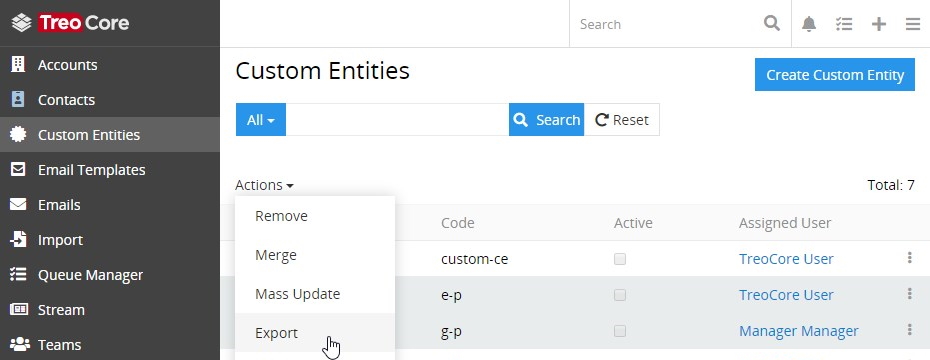 Treo Core
Search
Accounts
Contacts
Custom Entities
Email Templates
Emails
Import
Queue Manager
Stream
Teams
Custom Entities
Create Custom Entity
All
Search
Reset
Actions
Total: 7
Remove
Merge
Mass Update
Export
Code Active Assigned User
custom-ce TreoCore User
e-p TreoCore User
g-p Manager Manager